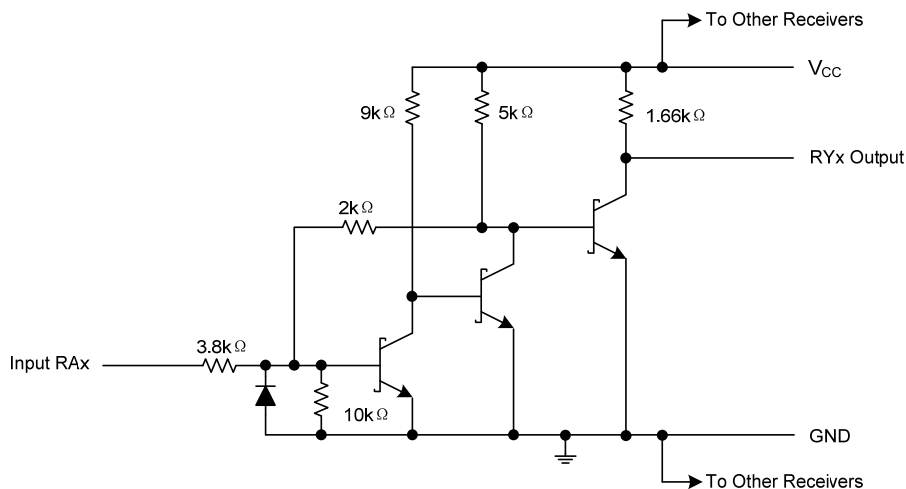 To Other Receivers
V_CC
9kΩ
5kΩ
1.66kΩ
RYx Output
2kΩ
3.8kΩ
Input RAx
10kΩ
GND
To Other Receivers